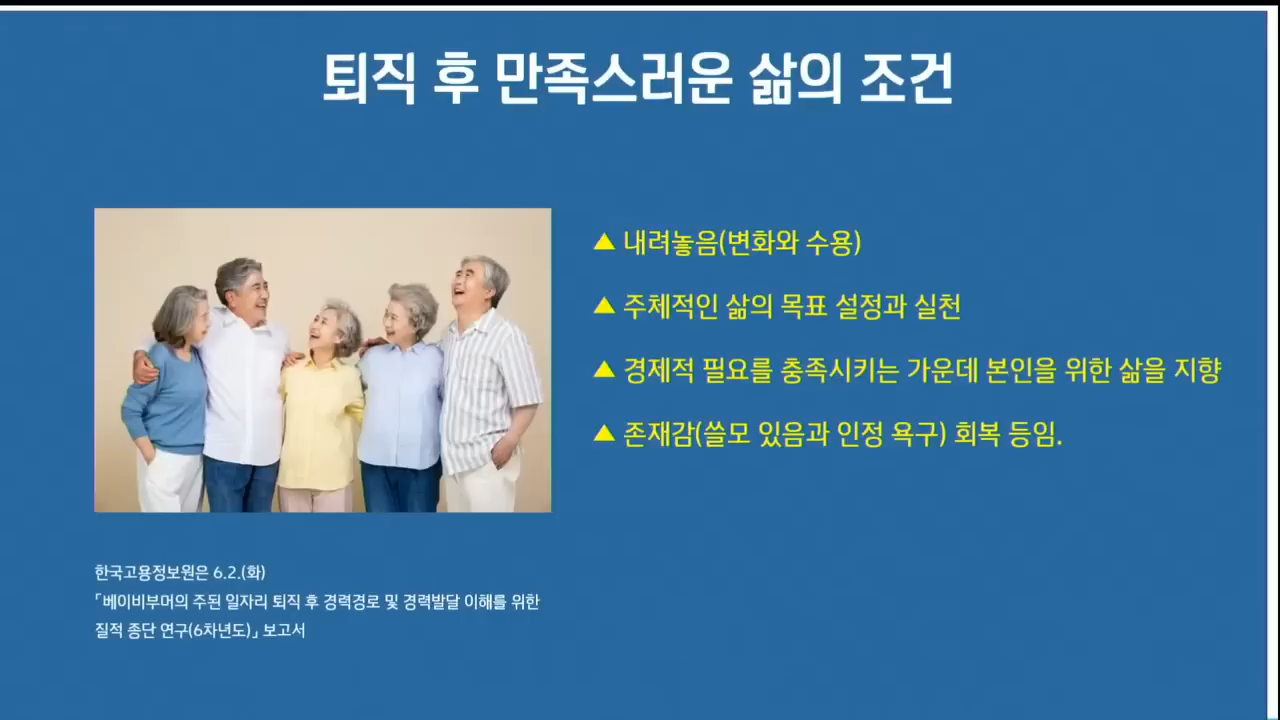 퇴직 후 만족스러운 삶의 조건
▲ 내려놓음(변화와 수용)
▲ 주체적인 삶의 목표 설정과 실천
▲ 경제적 필요를 충족시키는 가운데 본인을 위한 삶을 지향
▲ 존재감(쓸모 있음과 인정 욕구) 회복 등임.
한국고용정보원은 6.2.(화)
「베이비부머의 주된 일자리 퇴직 후 경력경로 및 경력발달 이해를 위한
질적 종단 연구(6차년도)」 보고서